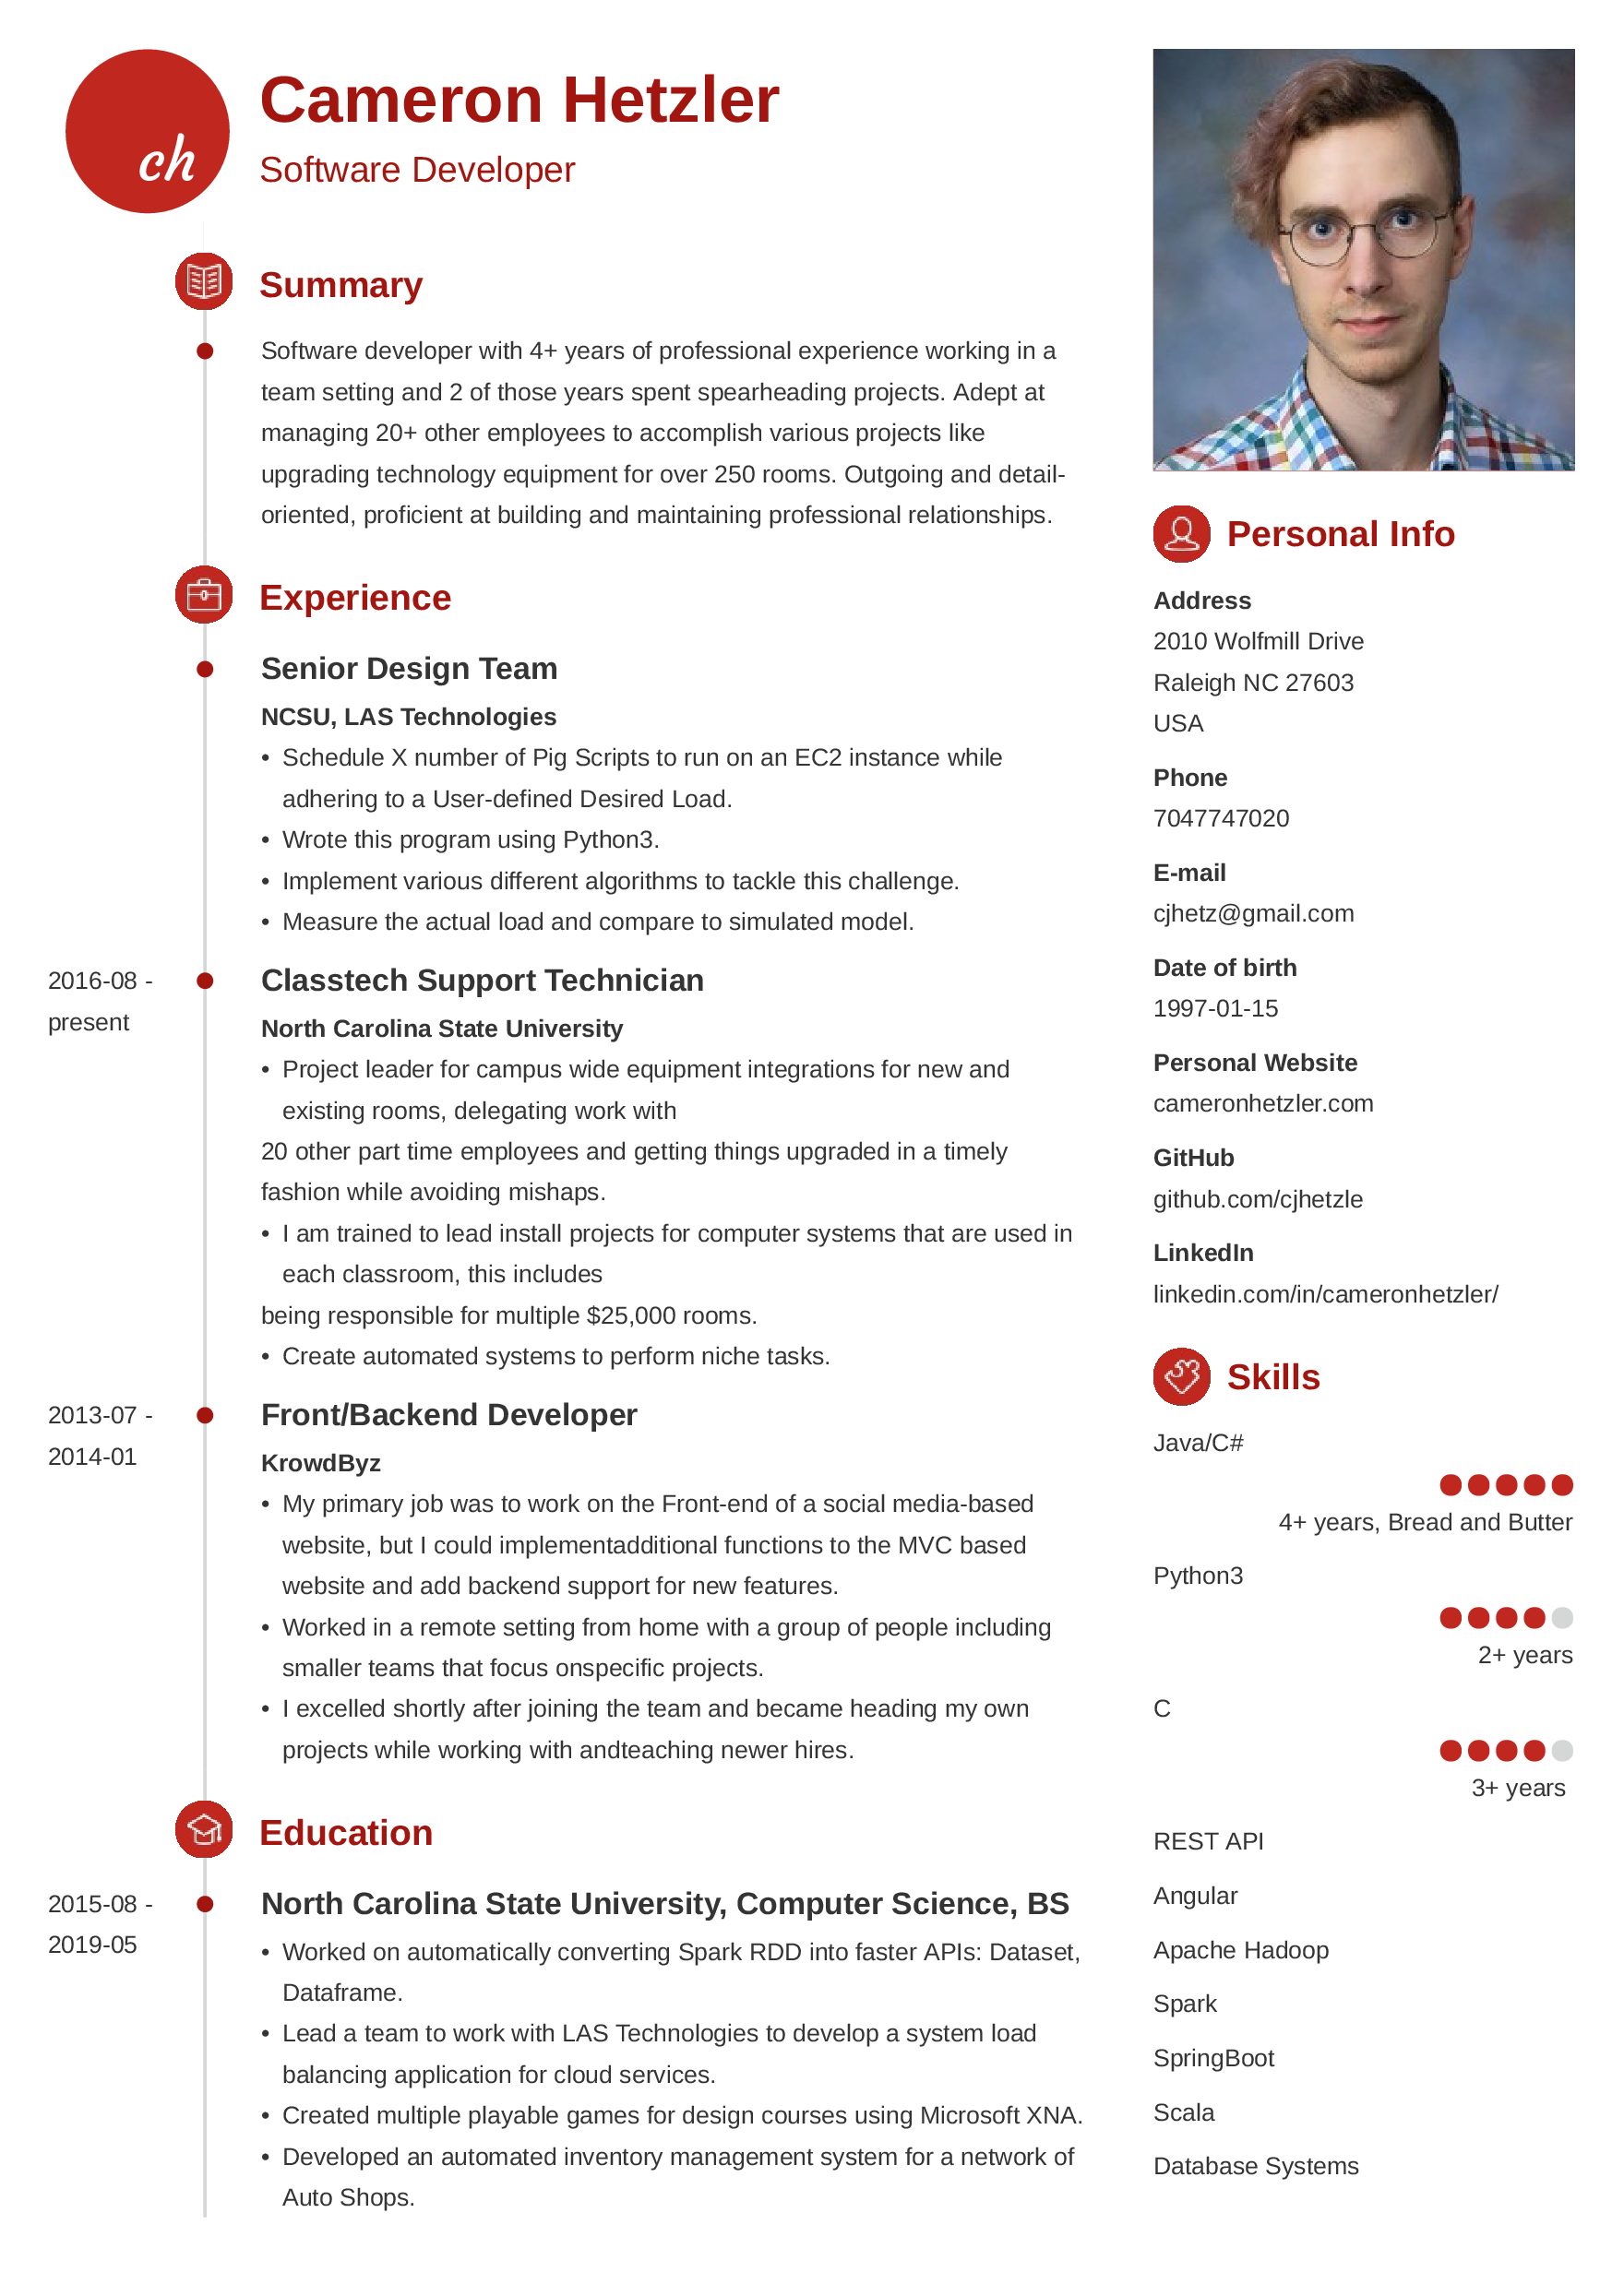 ch
Cameron Hetzler
Software Developer
Summary
Software developer with 4+ years of professional experience working in a
team setting and 2 of those years spent spearheading projects. Adept at
managing 20+ other employees to accomplish various projects like
upgrading technology equipment for over 250 rooms. Outgoing and detail-
oriented, proficient at building and maintaining professional relationships.
Experience
Senior Design Team
NCSU, LAS Technologies
• Schedule X number of Pig Scripts to run on an EC2 instance while
adhering to a User-defined Desired Load.
• Wrote this program using Python3.
• Implement various different algorithms to tackle this challenge.
• Measure the actual load and compare to simulated model.
2016-08 -
present
Classtech Support Technician
North Carolina State University
• Project leader for campus wide equipment integrations for new and
existing rooms, delegating work with
20 other part time employees and getting things upgraded in a timely
fashion while avoiding mishaps.
• I am trained to lead install projects for computer systems that are used in
each classroom, this includes
being responsible for multiple $25,000 rooms.
• Create automated systems to perform niche tasks.
2013-07 -
2014-01
Front/Backend Developer
KrowdByz
• My primary job was to work on the Front-end of a social media-based
website, but I could implementadditional functions to the MVC based
website and add backend support for new features.
• Worked in a remote setting from home with a group of people including
smaller teams that focus onspecific projects.
• I excelled shortly after joining the team and became heading my own
projects while working with andteaching newer hires.
Education
2015-08 -
2019-05
North Carolina State University, Computer Science, BS
• Worked on automatically converting Spark RDD into faster APIs: Dataset,
Dataframe.
• Lead a team to work with LAS Technologies to develop a system load
balancing application for cloud services.
• Created multiple playable games for design courses using Microsoft XNA.
• Developed an automated inventory management system for a network of
Auto Shops.
Personal Info
Address
2010 Wolfmill Drive
Raleigh NC 27603
USA
Phone
7047747020
E-mail
cjhetz@gmail.com
Date of birth
1997-01-15
Personal Website
cameronhetzler.com
GitHub
github.com/cjhetzle
LinkedIn
linkedin.com/in/cameronhetzler/
Skills
Java/C#
4+ years, Bread and Butter
Python3
2+ years
C
3+ years
REST API
Angular
Apache Hadoop
Spark
SpringBoot
Scala
Database Systems